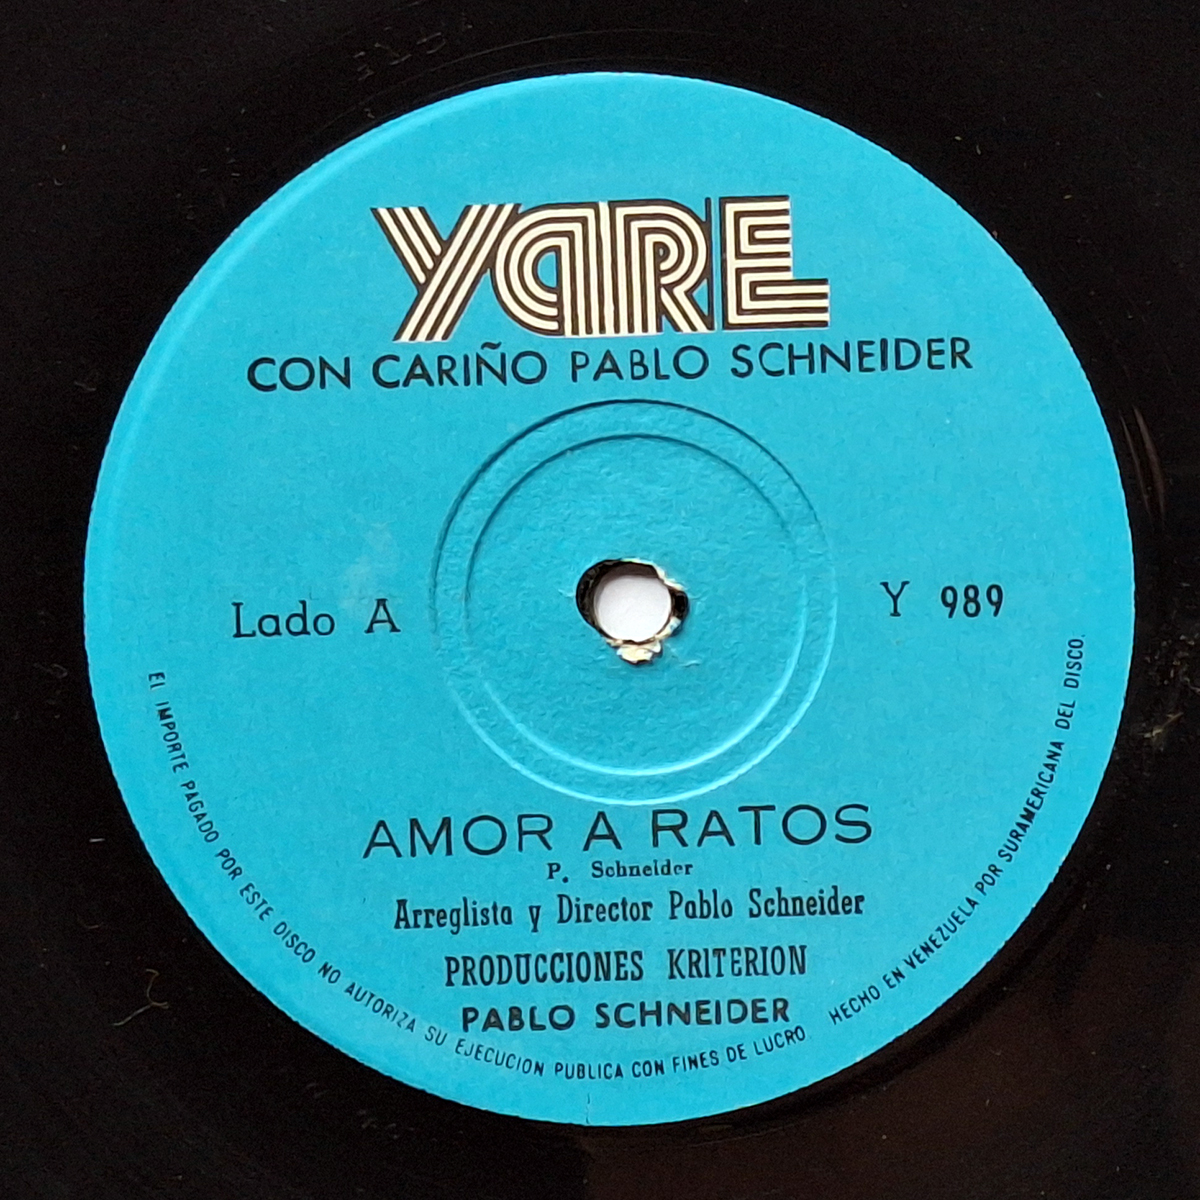 YARE
CON CARIÑO PABLO SCHNEIDER
Lado A
Y 989
AMOR A RATOS
P. Schneider
Arreglista y Director Pablo Schneider
PRODUCCIONES KRITERION
PABLO SCHNEIDER
El IMPORTE PAGADO POR ESTE DISCO NO AUTORIZA SU EJECUCION PUBLICA CON FINES DE LUCRO HECHO EN VENEZUELA POR SURAMERICANA DEL DISCO.